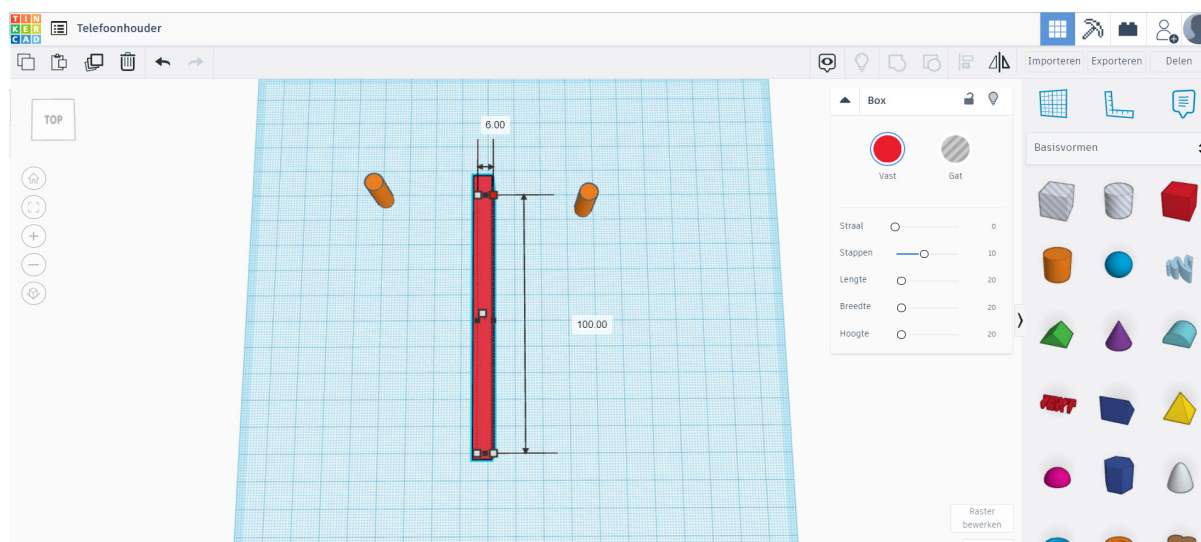 TIN
KER
CAD
Telefoonhouder
Importeren Exporteren Delen
TOP
6.00
100.00
Box
Vast Gat
Straal 0
Stappen 10
Lengte 20
Breedte 20
Hoogte 20
Basisvormen
TEXT
Raster
bewerken